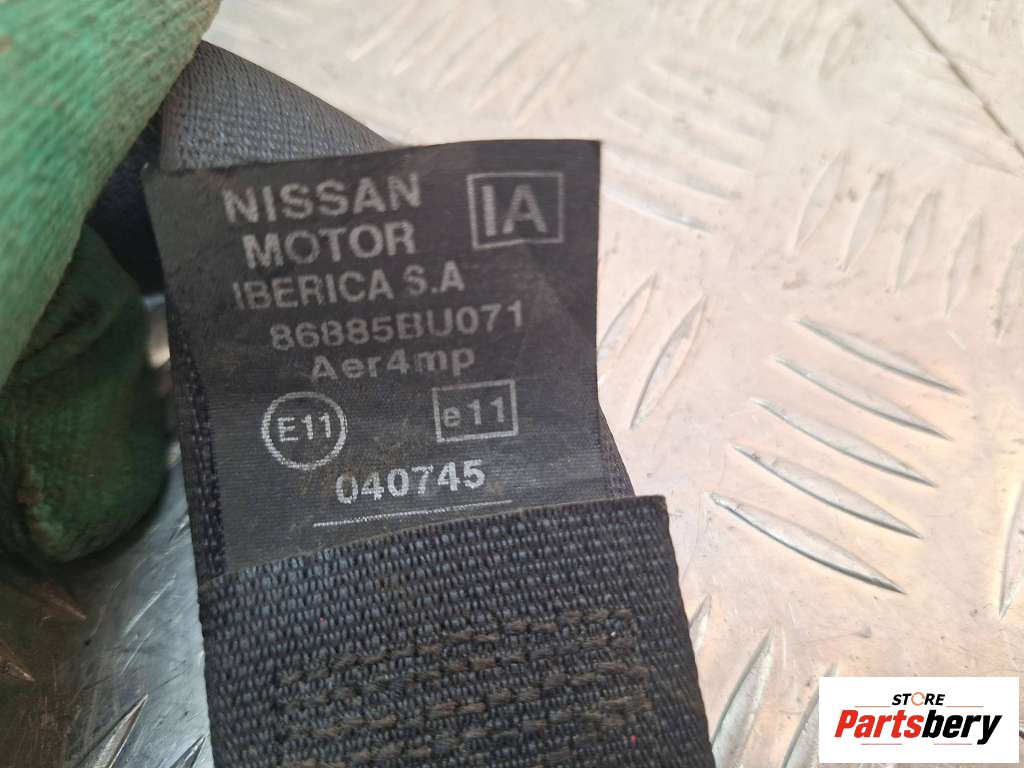 NISSAN
MOTOR
IBERICA S.A
IA
86885BU071
Aer4mp
E11
e11
040745
STORE
Partsbery